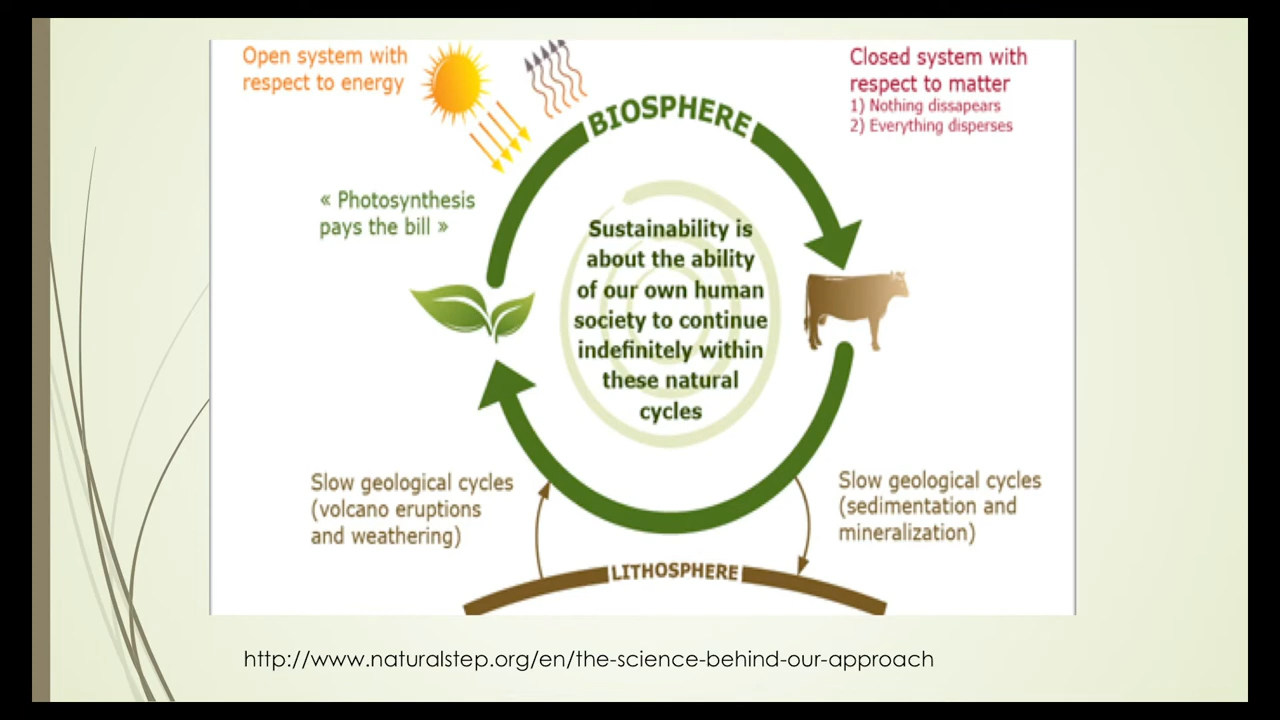 Open system with
respect to energy
Closed system with
respect to matter
1) Nothing dissapears
2) Everything disperses
BIOSPHERE
« Photosynthesis
pays the bill »
Sustainability is
about the ability
of our own human
society to continue
indefinitely within
these natural
cycles
Slow geological cycles
(volcano eruptions
and weathering)
Slow geological cycles
(sedimentation and
mineralization)
LITHOSPHERE
http://www.naturalstep.org/en/the-science-behind-our-approach